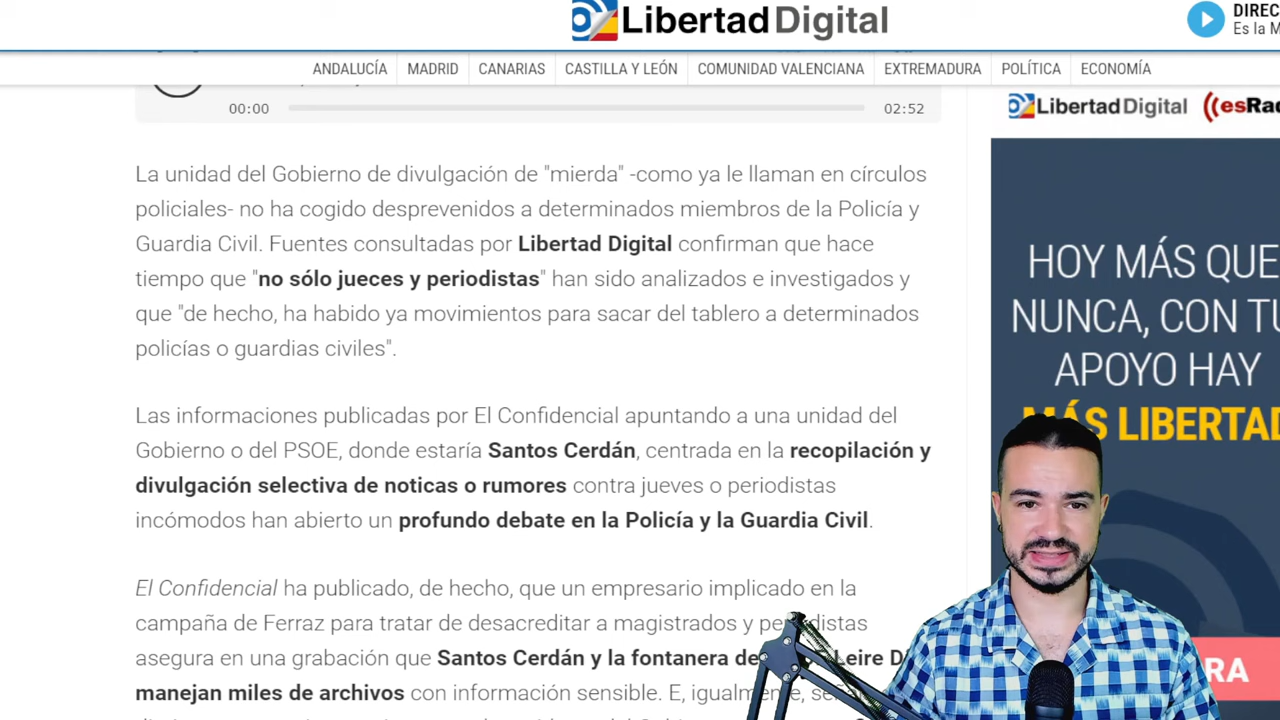 Libertad Digital
DIREC
Es la M
ANDALUCÍA MADRID CANARIAS CASTILLA Y LEÓN COMUNIDAD VALENCIANA EXTREMADURA POLÍTICA ECONOMÍA
00:00 02:52
Libertad Digital esRad
La unidad del Gobierno de divulgación de "mierda" -como ya le llaman en círculos
policiales- no ha cogido desprevenidos a determinados miembros de la Policía y
Guardia Civil. Fuentes consultadas por Libertad Digital confirman que hace
tiempo que "no sólo jueces y periodistas" han sido analizados e investigados y
que "de hecho, ha habido ya movimientos para sacar del tablero a determinados
policías o guardias civiles".
Las informaciones publicadas por El Confidencial apuntando a una unidad del
Gobierno o del PSOE, donde estaría Santos Cerdán, centrada en la recopilación y
divulgación selectiva de noticas o rumores contra jueves o periodistas
incómodos han abierto un profundo debate en la Policía y la Guardia Civil.
El Confidencial ha publicado, de hecho, que un empresario implicado en la
campaña de Ferraz para tratar de desacreditar a magistrados y pe distas
asegura en una grabación que Santos Cerdán y la fontanera de Leire D
manejan miles de archivos con información sensible. E, igualmente,
HOY MÁS QUE
NUNCA, CON TU
APOYO HAY
MÁS LIBERTAD
RA